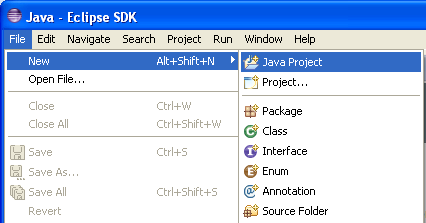 Java - Eclipse SDK
File Edit Navigate Search Project Run Window Help
New Alt+Shift+N Java Project
Open File... Project...
Close Ctrl+W Package
Close All Ctrl+Shift+W Class
Save Ctrl+S Interface
Save As... Enum
Save All Ctrl+Shift+S Annotation
Revert Source Folder